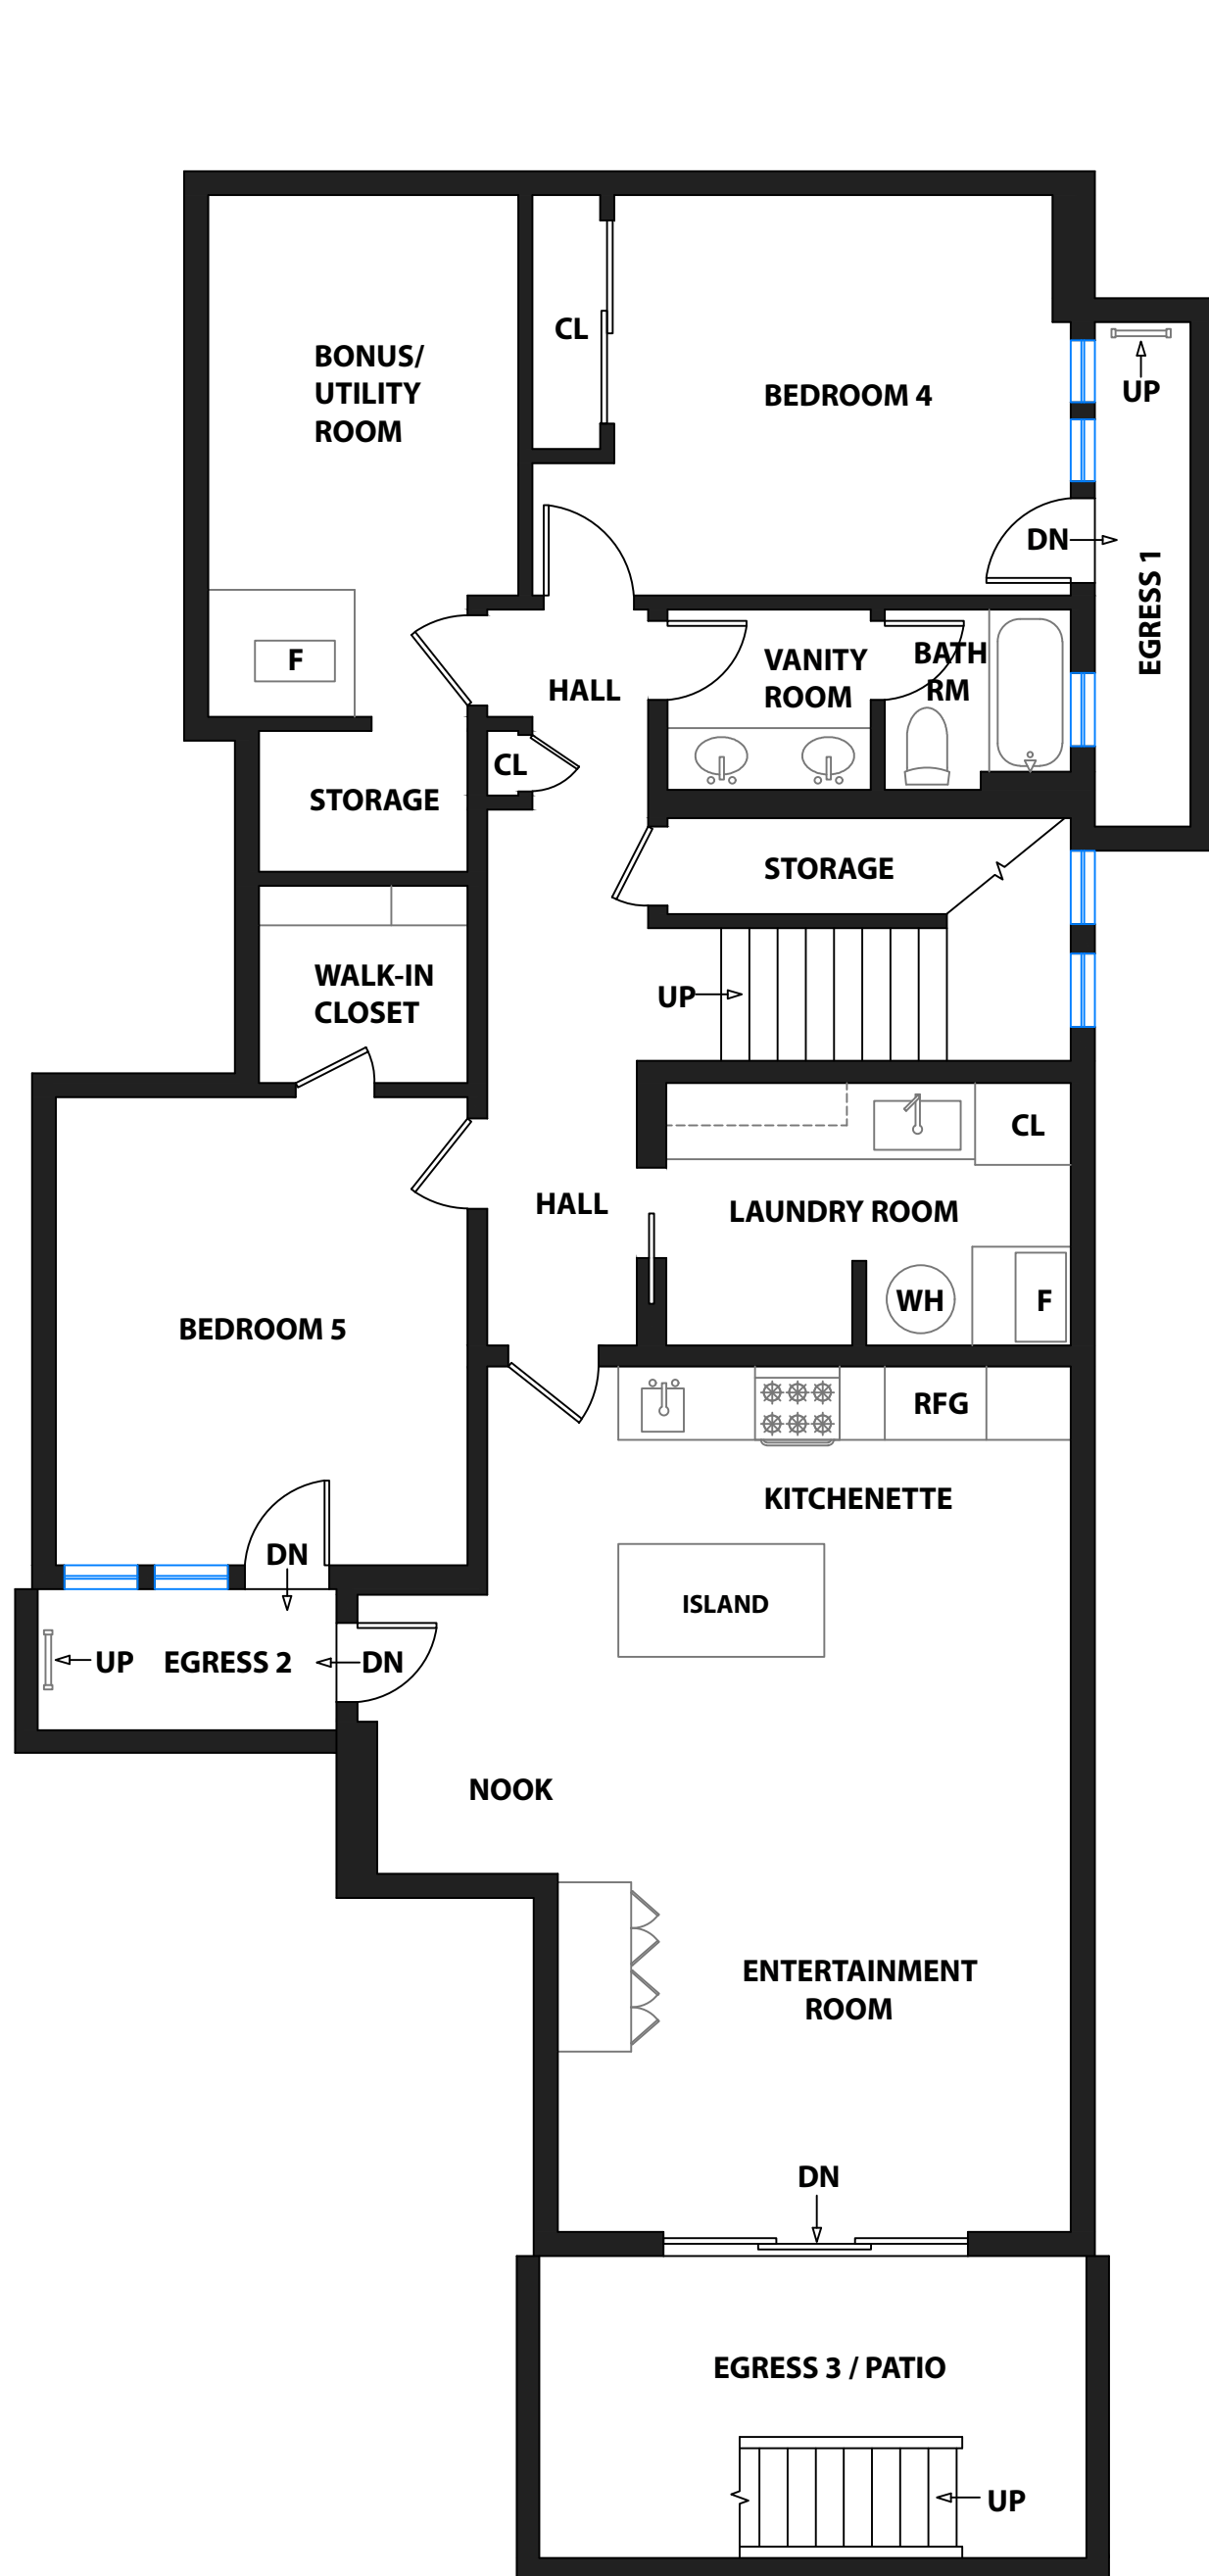 CL
BONUS/
UTILITY
ROOM
BEDROOM 4
UP
DN
EGRESS 1
F
HALL
VANITY
ROOM
BATH
RM
CL
STORAGE
STORAGE
WALK-IN
CLOSET
UP
CL
HALL
LAUNDRY ROOM
WH
F
BEDROOM 5
RFG
KITCHENETTE
DN
ISLAND
UP
EGRESS 2
DN
NOOK
ENTERTAINMENT
ROOM
DN
EGRESS 3 / PATIO
UP